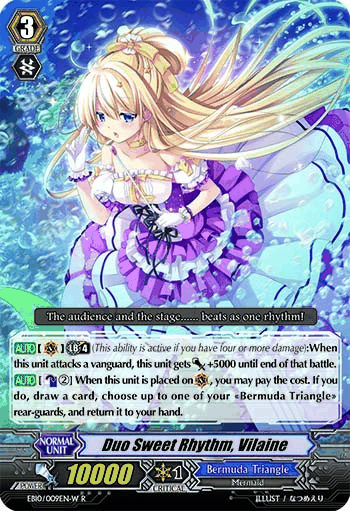 3
GRADE
The audience and the stage...... beats as one rhythm!
AUTO [ ] LB 4 (This ability is active if you have four or more damage):When
this unit attacks a vanguard, this unit gets +5000 until end of that battle.
AUTO [ ② ] When this unit is placed on , you may pay the cost. If you
do, draw a card, choose up to one of your «Bermuda Triangle»
rear-guards, and return it to your hand.
NORMAL
UNIT
Duo Sweet Rhythm, Vilaine
POWER
10000
1
CRITICAL
Bermuda Triangle
Mermaid
EB10/009EN-W R
ILLUST / なつめえり